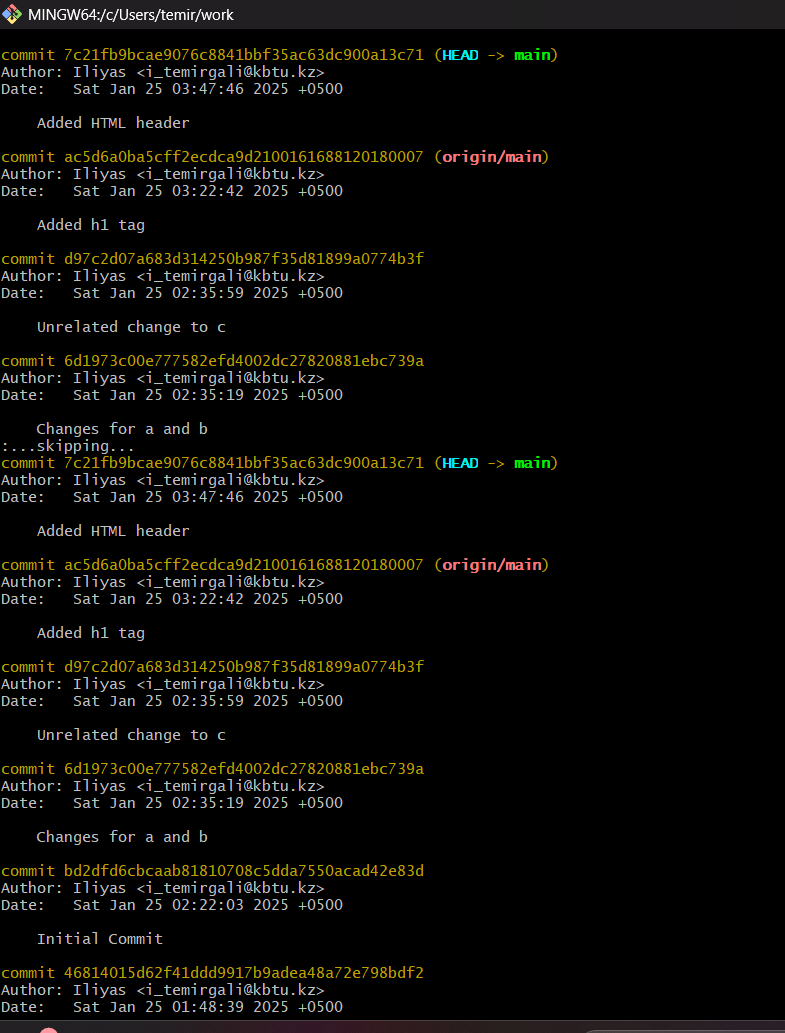 MINGW64:/c/Users/temir/work
commit 7c21fb9bcae9076c8841bbf35ac63dc900a13c71 (HEAD -> main)
Author: Iliyas <i_temirgali@kbtu.kz>
Date:   Sat Jan 25 03:47:46 2025 +0500
    Added HTML header
commit ac5d6a0ba5cff2ecdca9d2100161688120180007 (origin/main)
Author: Iliyas <i_temirgali@kbtu.kz>
Date:   Sat Jan 25 03:22:42 2025 +0500
    Added h1 tag
commit d97c2d07a683d314250b987f35d81899a0774b3f
Author: Iliyas <i_temirgali@kbtu.kz>
Date:   Sat Jan 25 02:35:59 2025 +0500
    Unrelated change to c
commit 6d1973c00e777582efd4002dc27820881ebc739a
Author: Iliyas <i_temirgali@kbtu.kz>
Date:   Sat Jan 25 02:35:19 2025 +0500
    Changes for a and b
:...skipping...
commit 7c21fb9bcae9076c8841bbf35ac63dc900a13c71 (HEAD -> main)
Author: Iliyas <i_temirgali@kbtu.kz>
Date:   Sat Jan 25 03:47:46 2025 +0500
    Added HTML header
commit ac5d6a0ba5cff2ecdca9d2100161688120180007 (origin/main)
Author: Iliyas <i_temirgali@kbtu.kz>
Date:   Sat Jan 25 03:22:42 2025 +0500
    Added h1 tag
commit d97c2d07a683d314250b987f35d81899a0774b3f
Author: Iliyas <i_temirgali@kbtu.kz>
Date:   Sat Jan 25 02:35:59 2025 +0500
    Unrelated change to c
commit 6d1973c00e777582efd4002dc27820881ebc739a
Author: Iliyas <i_temirgali@kbtu.kz>
Date:   Sat Jan 25 02:35:19 2025 +0500
    Changes for a and b
commit bd2dfd6cbcaab81810708c5dda7550acad42e83d
Author: Iliyas <i_temirgali@kbtu.kz>
Date:   Sat Jan 25 02:22:03 2025 +0500
    Initial Commit
commit 46814015d62f41ddd9917b9adea48a72e798bdf2
Author: Iliyas <i_temirgali@kbtu.kz>
Date:   Sat Jan 25 01:48:39 2025 +0500